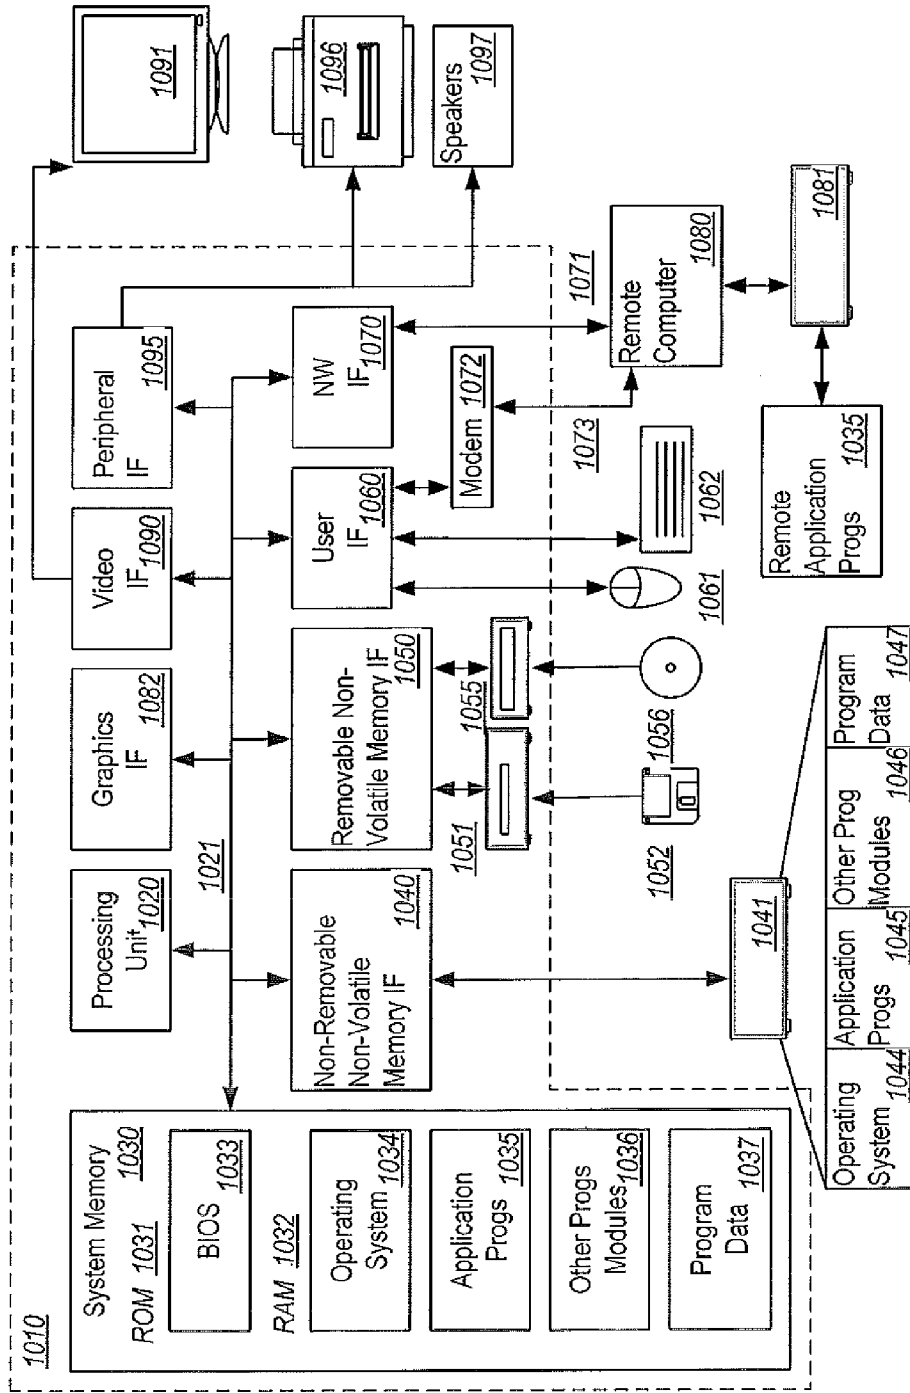 1010
System Memory
1030
ROM 1031
BIOS
1033
RAM 1032
Operating
System 1034
Application
Progs 1035
Other Progs
Modules
1036
Program
Data 1037
Processing
Unit 1020
Graphics
IF 1082
Video
IF 1090
Peripheral
IF 1095
1021
Non-Removable
Non-Volatile
Memory IF 1040
Removable Non-
Volatile Memory IF
1050
User
IF 1060
NW
IF 1070
1051
1055
Modem 1072
1091
1096
Speakers
1097
1052
1056
1061
1062
1073
1071
Remote
Computer
1080
1081
Remote
Application
Progs 1035
1041
Operating
System 1044
Application
Progs 1045
Other Prog
Modules 1046
Program
Data 1047